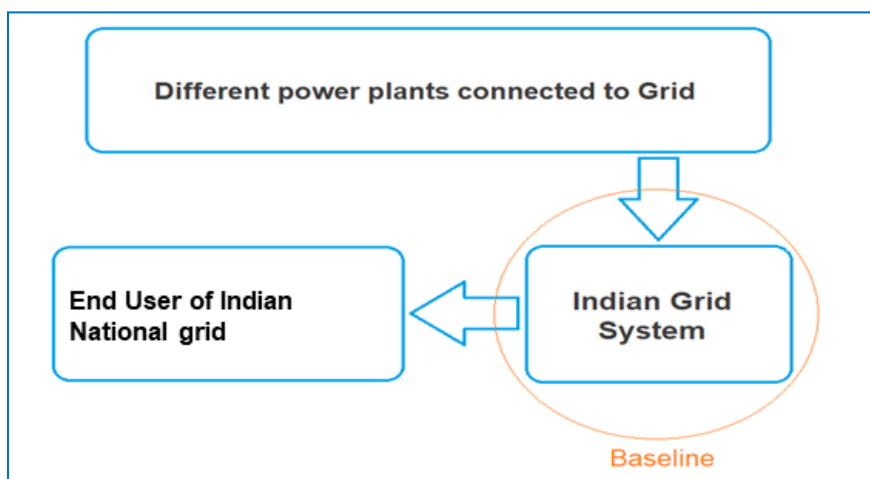 Different power plants connected to Grid
End User of Indian
National grid
Indian Grid
System
Baseline